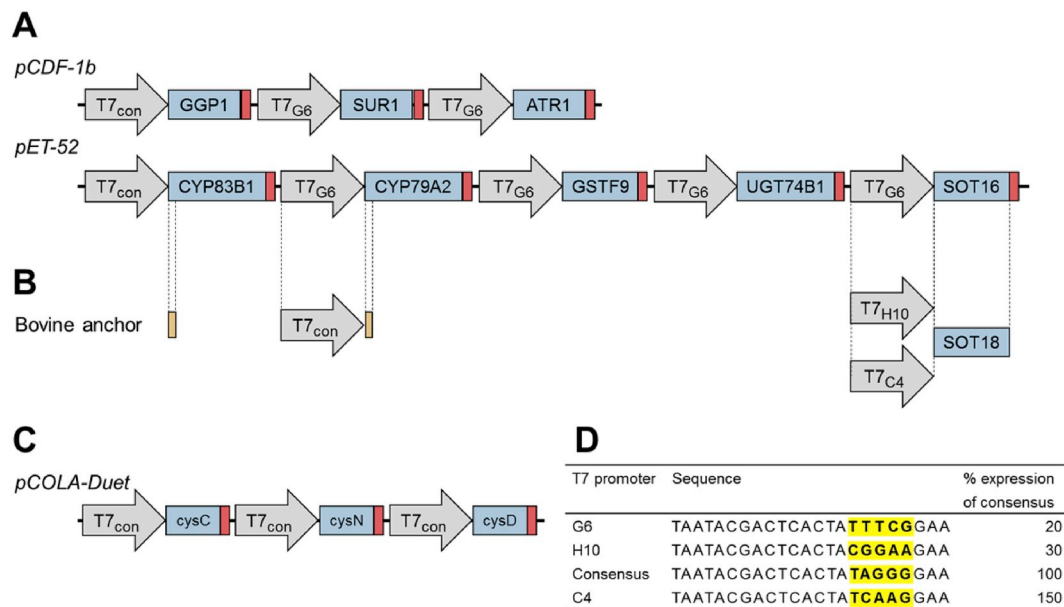 A
pCDF-1b
T7con GGP1 T7G6 SUR1 T7G6 ATR1
pET-52
T7con CYP83B1 T7G6 CYP79A2 T7G6 GSTF9 T7G6 UGT74B1 T7G6 SOT16
B
Bovine anchor T7con T7H10
SOT18
T7C4
C
pCOLA-Duet
T7con cysC T7con cysN T7con cysD
D
T7 promoter Sequence % expression
of consensus
G6 TAATACGACTCACTATTTCGGAA 20
H10 TAATACGACTCACTACGGAAGAA 30
Consensus TAATACGACTCACTATAGGGGAA 100
C4 TAATACGACTCACTATCAAGGAA 150